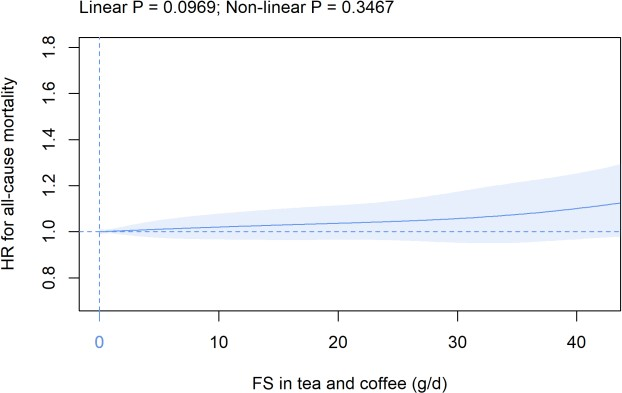 Linear P = 0.0969; Non-linear P = 0.3467
HR for all-cause mortality
1.8
1.6
1.4
1.2
1.0
0.8
0 10 20 30 40
FS in tea and coffee (g/d)